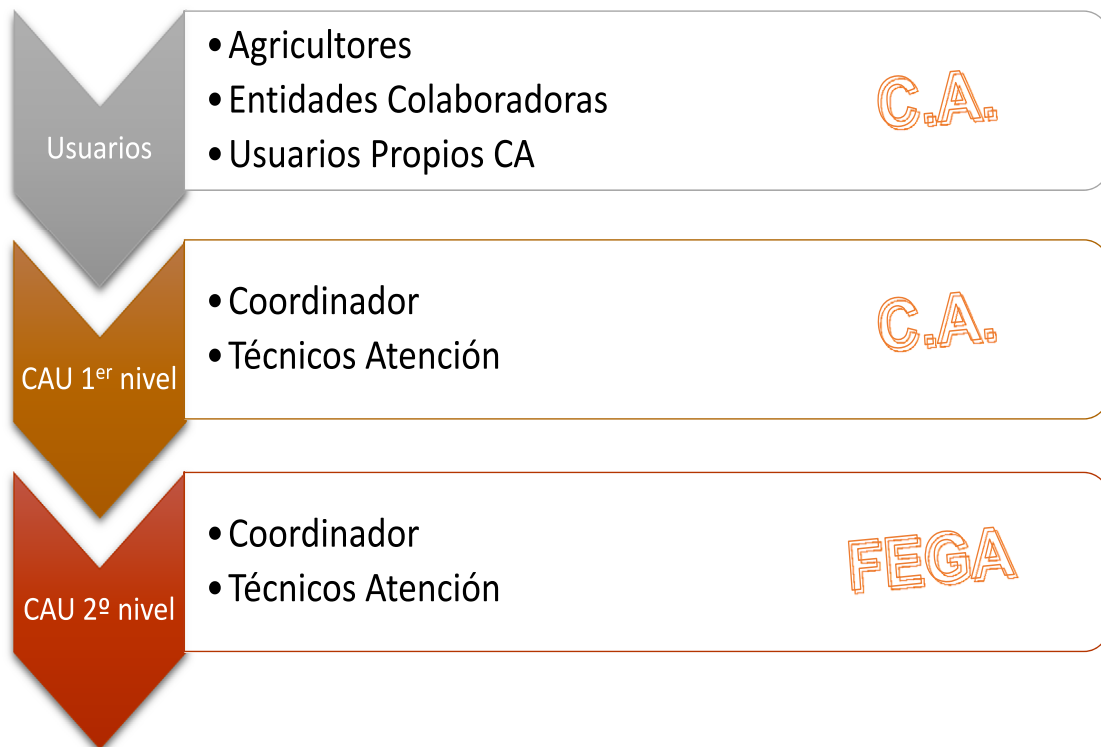 Usuarios
• Agricultores
• Entidades Colaboradoras
• Usuarios Propios CA
C.A.
CAU 1er nivel
• Coordinador
• Técnicos Atención
C.A.
CAU 2º nivel
• Coordinador
• Técnicos Atención
FEGA